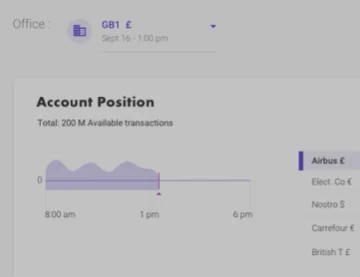 Office :
GB1 £
Sept 16 - 1:00 pm
Account Position
Total: 200 M Available transactions
0
8:00 am 1 pm 6 pm
Airbus £
Elect. Co €
Nostro $
Carrefour €
British T £